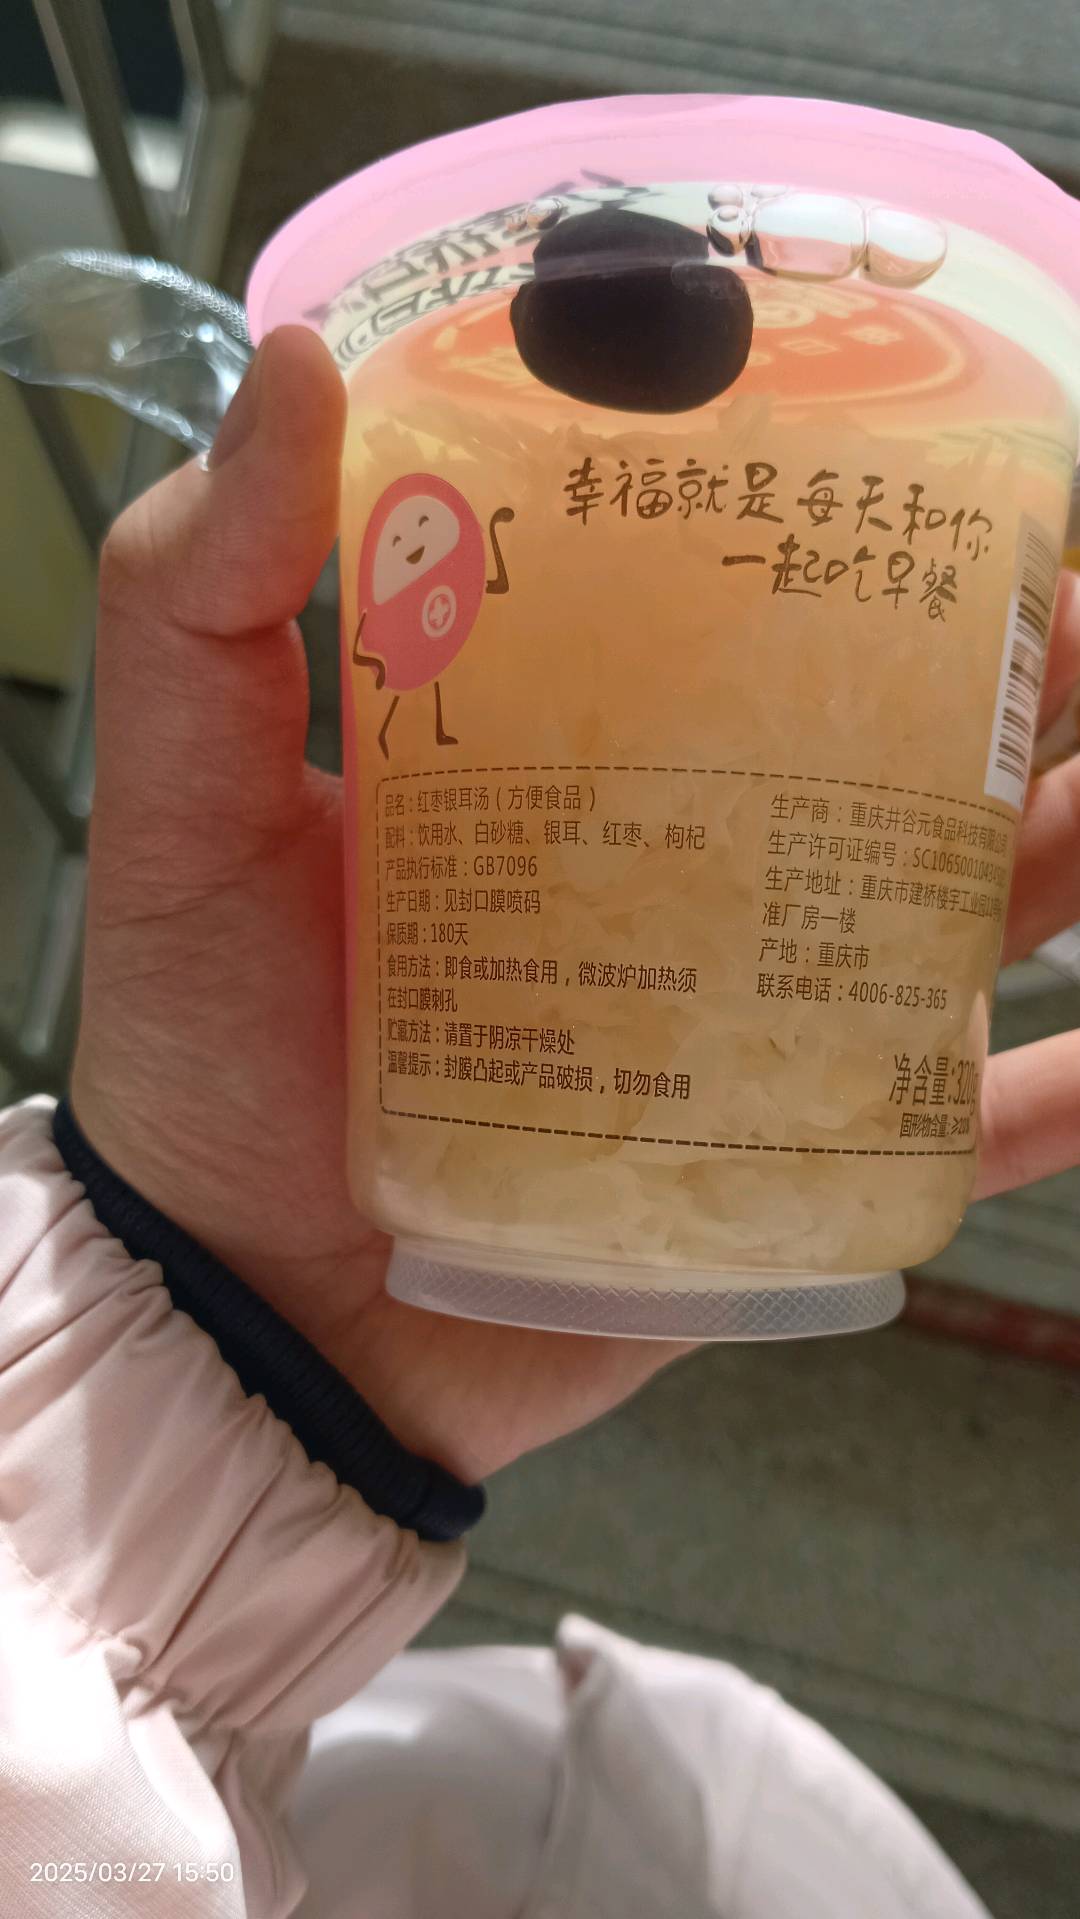 幸福就是每天和你
一起吃早餐
品名：红枣银耳汤（方便食品）
配料：饮用水、白砂糖、银耳、红枣、枸杞
产品执行标准：GB7096
生产日期：见封口膜喷码
保质期：180天
食用方法：即食或加热食用，微波炉加热须
在封口膜刺孔
贮藏方法：请置于阴凉干燥处
温馨提示：封膜凸起或产品破损，切勿食用
生产商：重庆井谷元食品科技有限公司
生产许可证编号：SC1065001043
生产地址：重庆市建桥楼宇工业园
准厂房一楼
产地：重庆市
联系电话：4006-825-365
净含量:320g
固形物含量:≥
2025/03/27 15:50